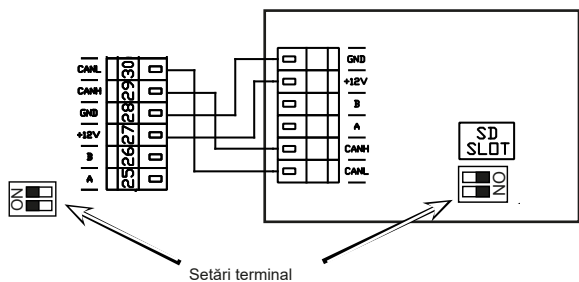 CANL 30
CANH 29
GND 28
+12V 27
B 26
A 25
GND
+12V
B
A
CANH
CANL
SD
SLOT
ON
ON
Setări terminal